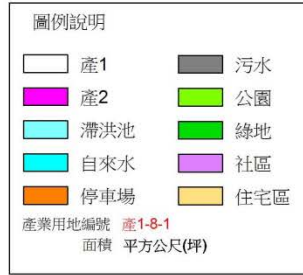 圖例說明
產1 污水
產2 公園
滯洪池 綠地
自來水 社區
停車場 住宅區
產業用地編號 產1-8-1
面積 平方公尺(坪)